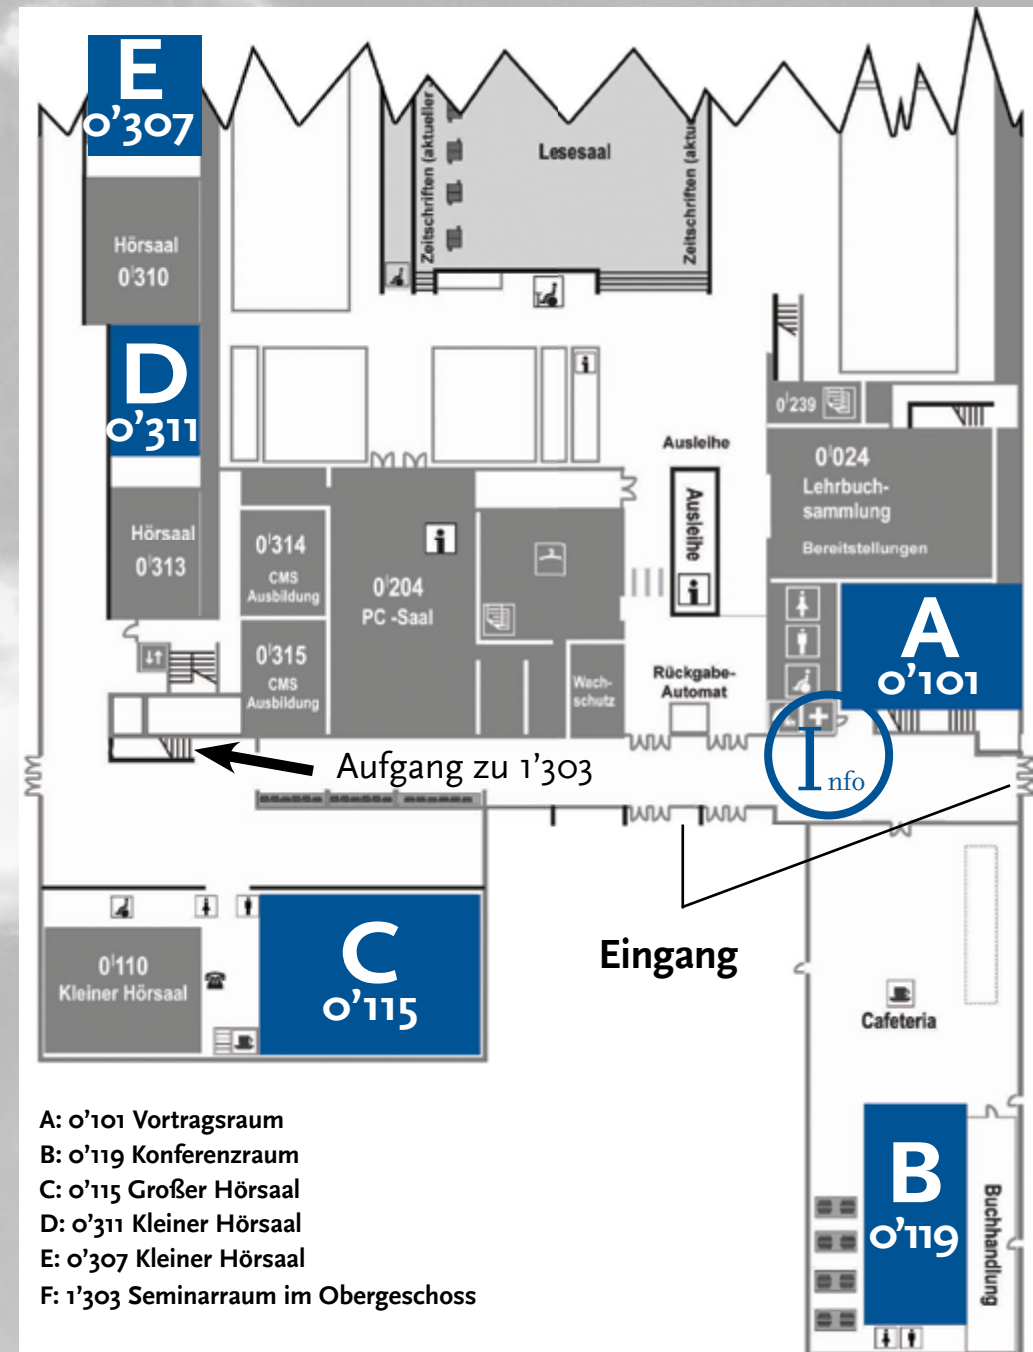 E
0'307
Zeitschriften (aktueller
Lesesaal
Zeitschriften (aktu
Hörsaal
0'310
D
0'311
0'239
Ausleihe
Ausleihe
0'024
Lehrbuch-
sammlung
Bereitstellungen
Hörsaal
0'313
0'314
CMS
Ausbildung
0'204
PC -Saal
A
0'101
0'315
CMS
Ausbildung
Wach-
schutz
Rückgabe-
Automat
Aufgang zu 1'303
Info
Eingang
0'110
Kleiner Hörsaal
C
0'115
Cafeteria
B
0'119
Buchhandlung
A: 0'101 Vortragsraum
B: 0'119 Konferenzraum
C: 0'115 Großer Hörsaal
D: 0'311 Kleiner Hörsaal
E: 0'307 Kleiner Hörsaal
F: 1'303 Seminarraum im Obergeschoss